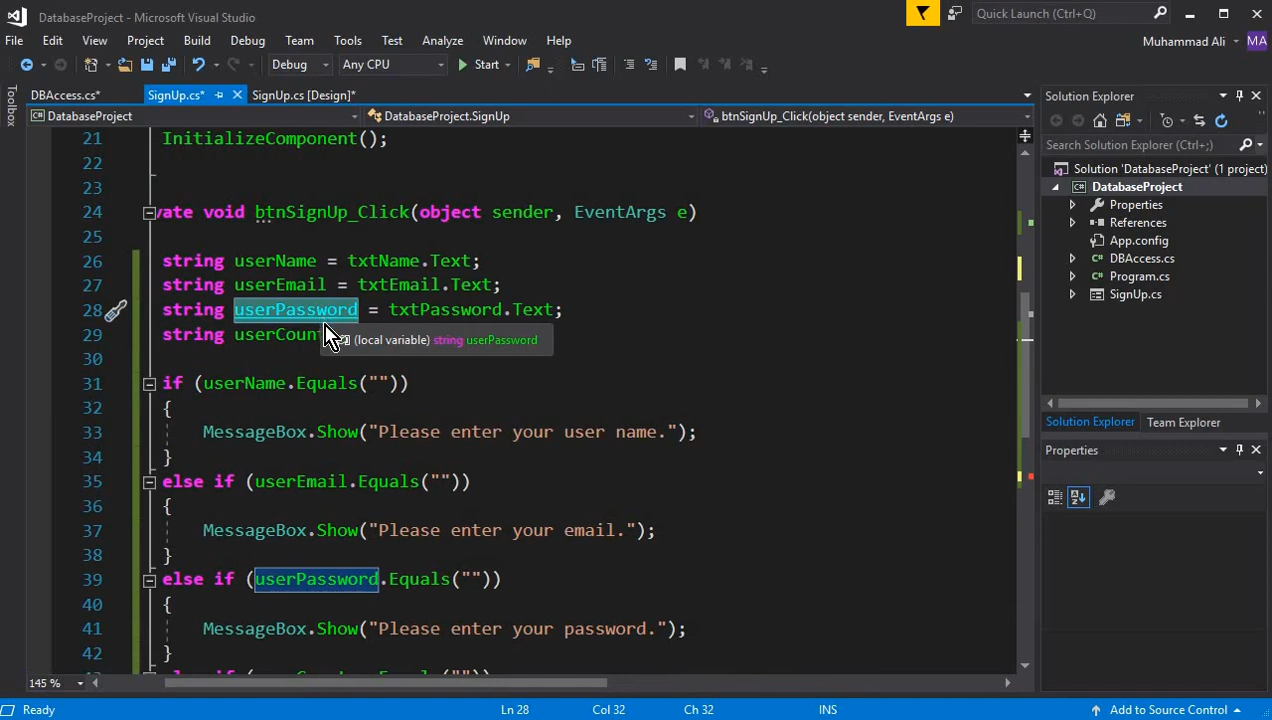 DatabaseProject - Microsoft Visual Studio
Quick Launch (Ctrl+Q)
File Edit View Project Build Debug Team Tools Test Analyze Window Help
Muhammad Ali MA
Debug Any CPU Start
Toolbox
DBAccess.cs* SignUp.cs* SignUp.cs [Design]*
DatabaseProject DatabaseProject.SignUp btnSignUp_Click(object sender, EventArgs e)
21 InitializeComponent();
22
23
24 vate void btnSignUp_Click(object sender, EventArgs e)
25
26 string userName = txtName.Text;
27 string userEmail = txtEmail.Text;
28 string userPassword = txtPassword.Text;
29 string userCount
(local variable) string userPassword
30
31 if (userName.Equals(""))
32 {
33 MessageBox.Show("Please enter your user name.");
34 }
35 else if (userEmail.Equals(""))
36 {
37 MessageBox.Show("Please enter your email.");
38 }
39 else if (userPassword.Equals(""))
40 {
41 MessageBox.Show("Please enter your password.");
42 }
145 %
Solution Explorer
Search Solution Explorer (Ctrl+;)
Solution 'DatabaseProject' (1 project)
DatabaseProject
Properties
References
App.config
DBAccess.cs
Program.cs
SignUp.cs
Solution Explorer Team Explorer
Properties
Ready Ln 28 Col 32 Ch 32 INS Add to Source Control